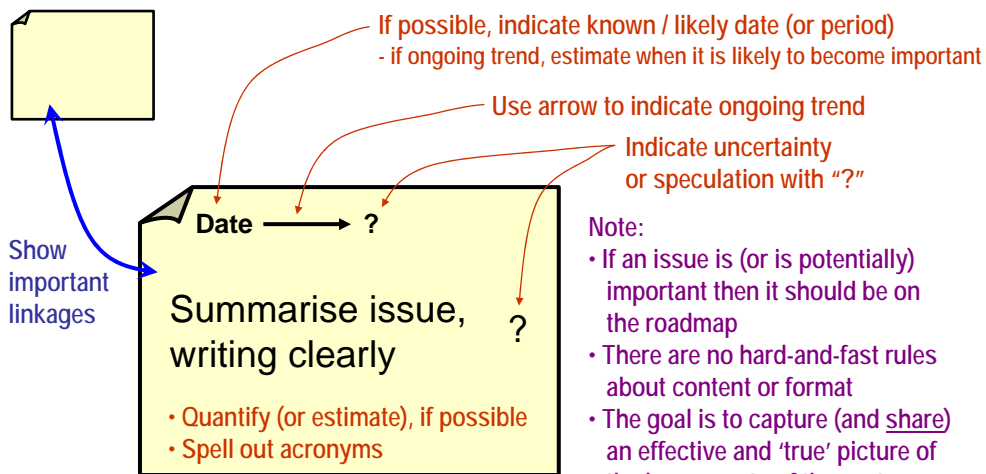 If possible, indicate known / likely date (or period)
- if ongoing trend, estimate when it is likely to become important
Use arrow to indicate ongoing trend
Indicate uncertainty
or speculation with “?”
Date ?
Show
important
linkages
Summarise issue,
writing clearly
?
• Quantify (or estimate), if possible
• Spell out acronyms
Note:
• If an issue is (or is potentially)
important then it should be on
the roadmap
• There are no hard-and-fast rules
about content or format
• The goal is to capture (and share)
an effective and ‘true’ picture of